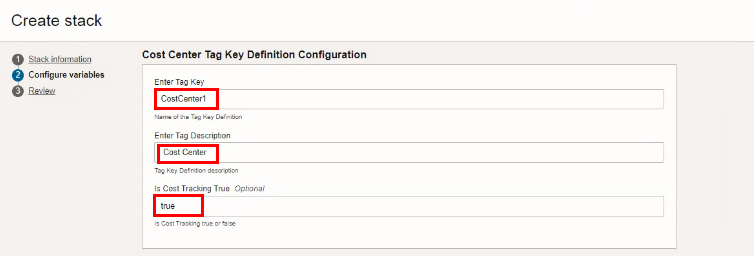 Create stack
1 Stack information
2 Configure variables
3 Review
Cost Center Tag Key Definition Configuration
Enter Tag Key
CostCenter1
Name of the Tag Key Definition
Enter Tag Description
Cost Center
Tag Key Definition description
Is Cost Tracking True Optional
true
Is Cost Tracking true or false